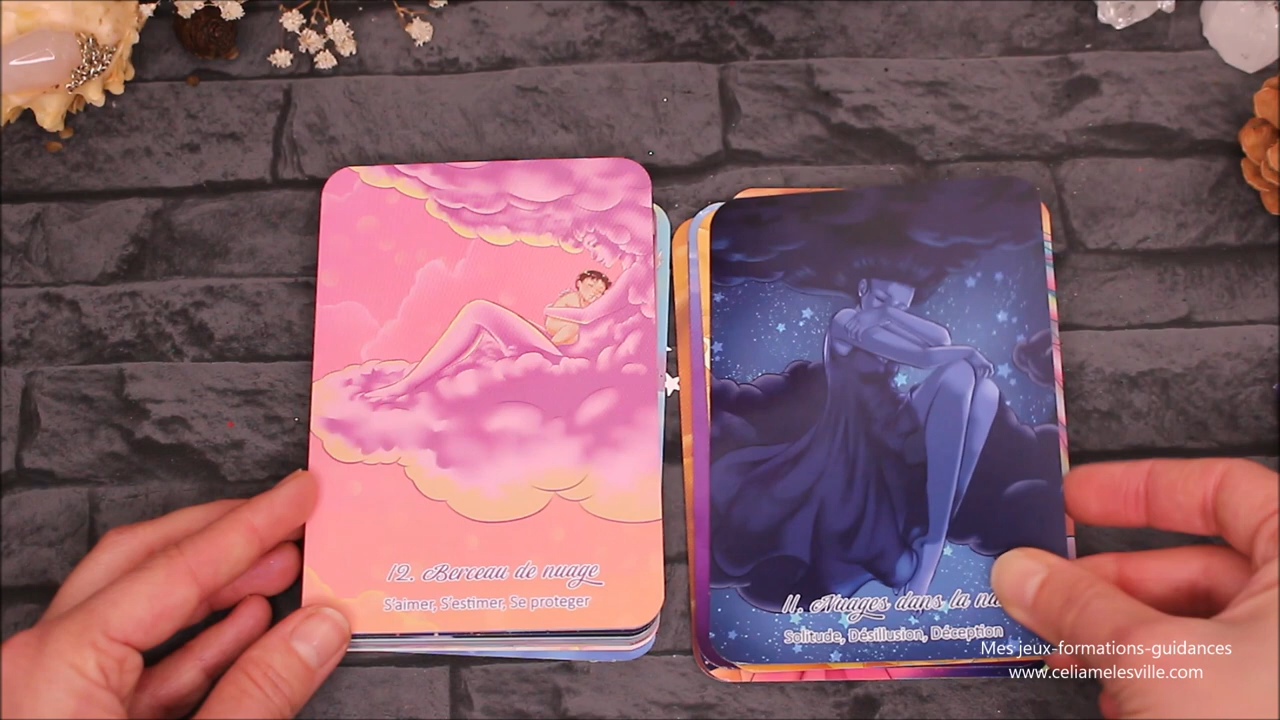 12. Berceau de nuage
S'aimer, S'estimer, Se proteger
11. Nuages dans la
Solitude, Désillusion, Déception
Mes jeux-formations-guidances
www.celiamelesville.com